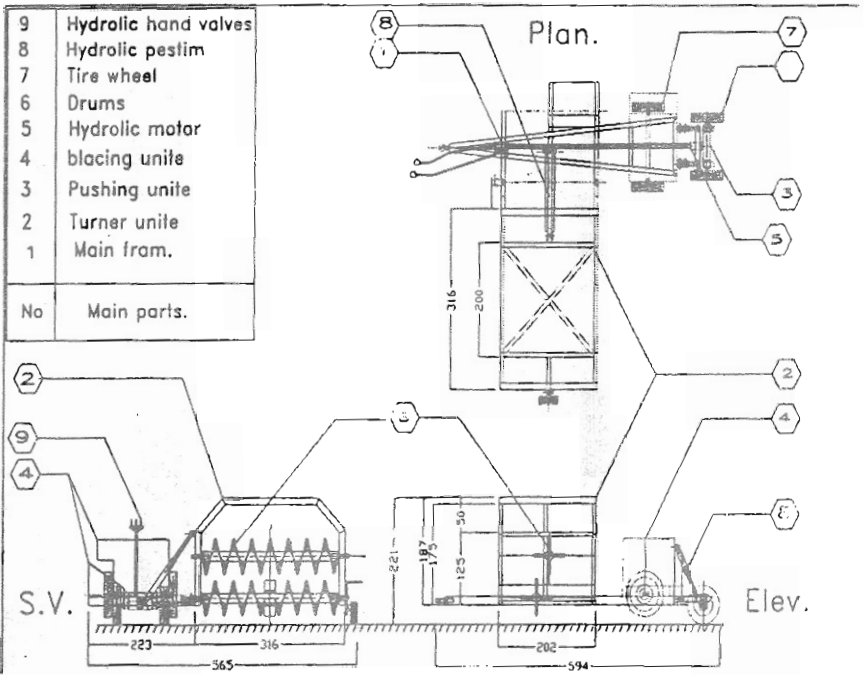 9 Hydrolic hand valves
8 Hydrolic pestim
7 Tire wheel
6 Drums
5 Hydrolic motor
4 blacing unite
3 Pushing unite
2 Turner unite
1 Main fram.
No Main parts.
Plan.
8
7
3
5
316
200
2
2
9
4
4
221
187
175
125
50
S.V.
Elev.
223
316
565
202
594